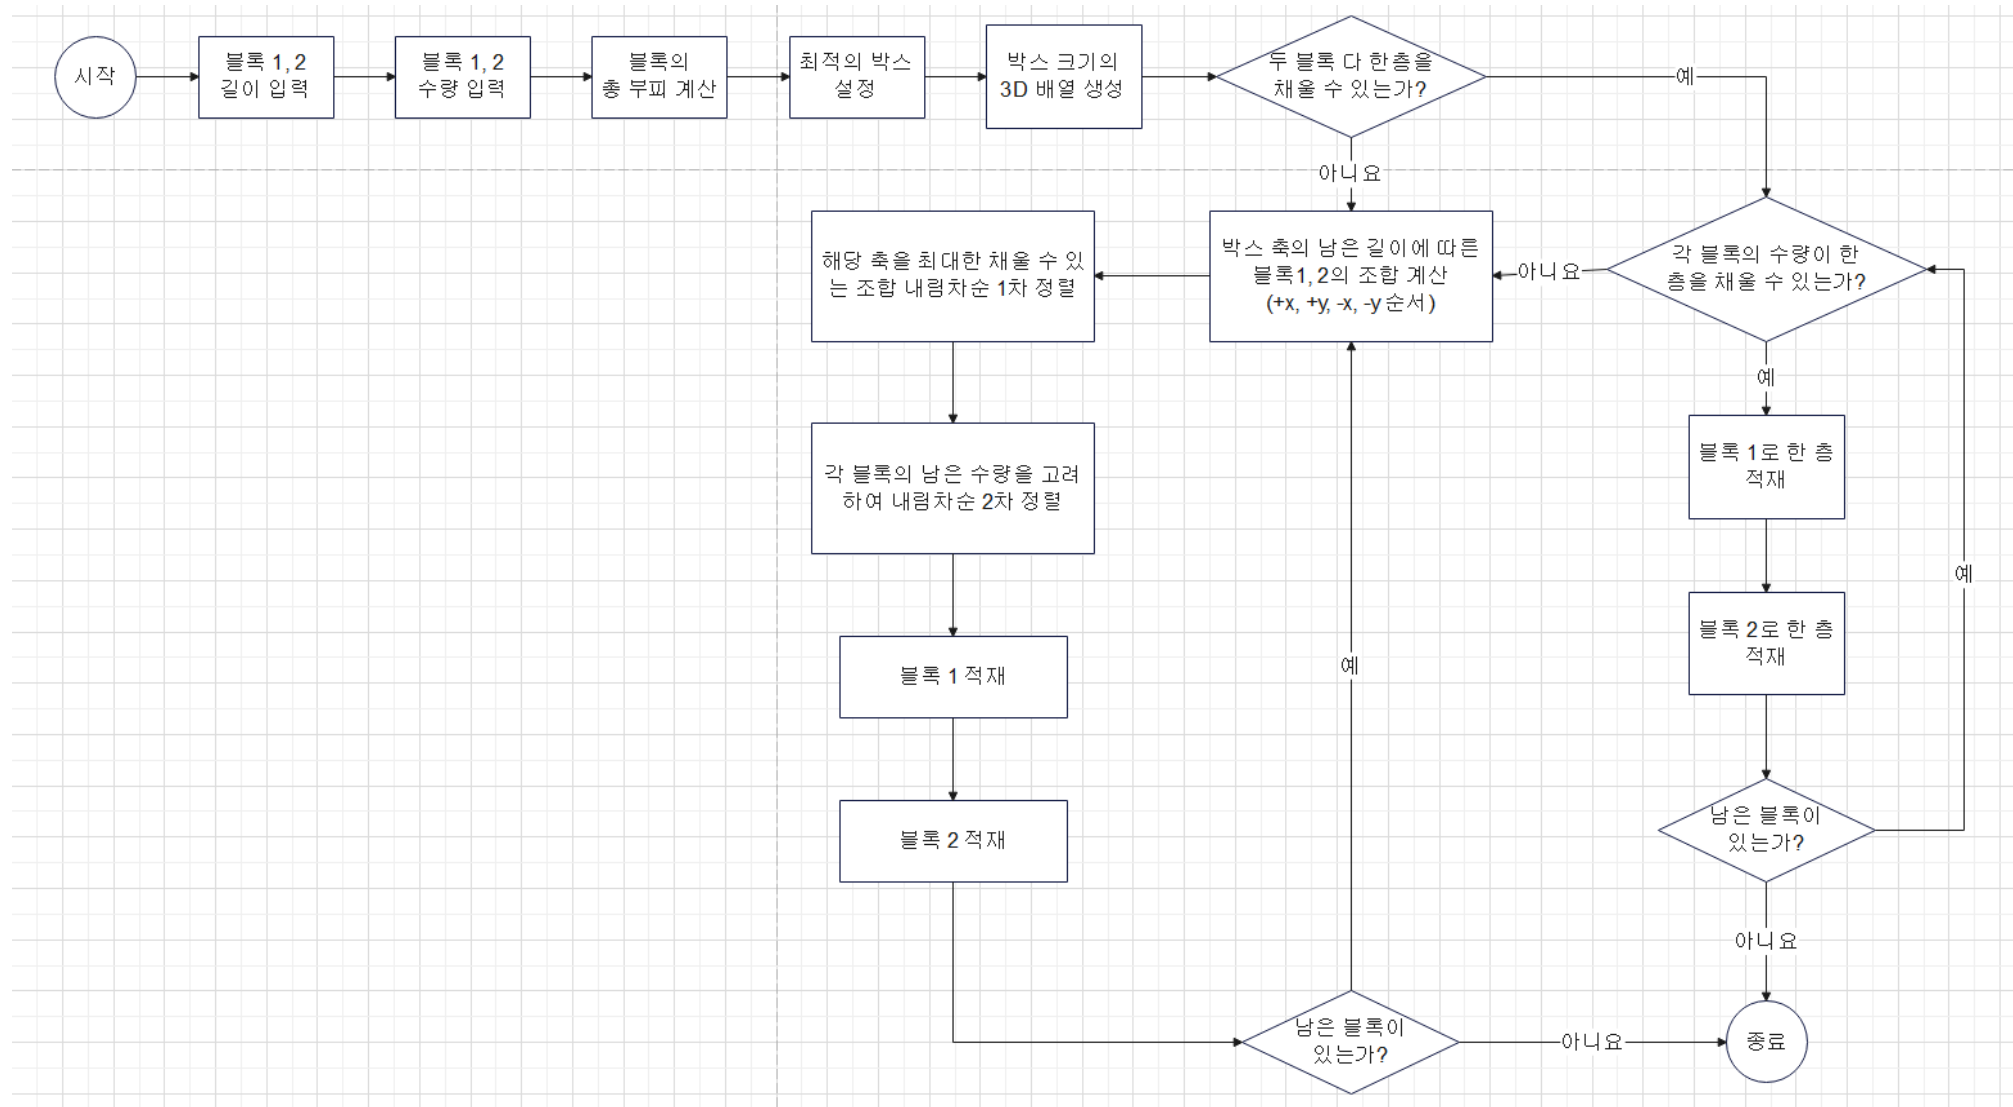 시작
블록 1, 2
길이 입력
블록 1, 2
수량 입력
블록의
총 부피 계산
최적의 박스
설정
박스 크기의
3D 배열 생성
두 블록 다 한층을
채울 수 있는가?
예
아니요
해당 축을 최대한 채울 수 있
는 조합 내림차순 1차 정렬
박스 축의 남은 길이에 따른
블록1, 2의 조합 계산
(+x, +y, -x, -y 순서)
아니요
각 블록의 수량이 한
층을 채울 수 있는가?
예
블록 1로 한 층
적재
각 블록의 남은 수량을 고려
하여 내림차순 2차 정렬
예
블록 2로 한 층
적재
블록 1 적재
예
블록 2 적재
남은 블록이
있는가?
아니요
남은 블록이
있는가?
아니요
종료